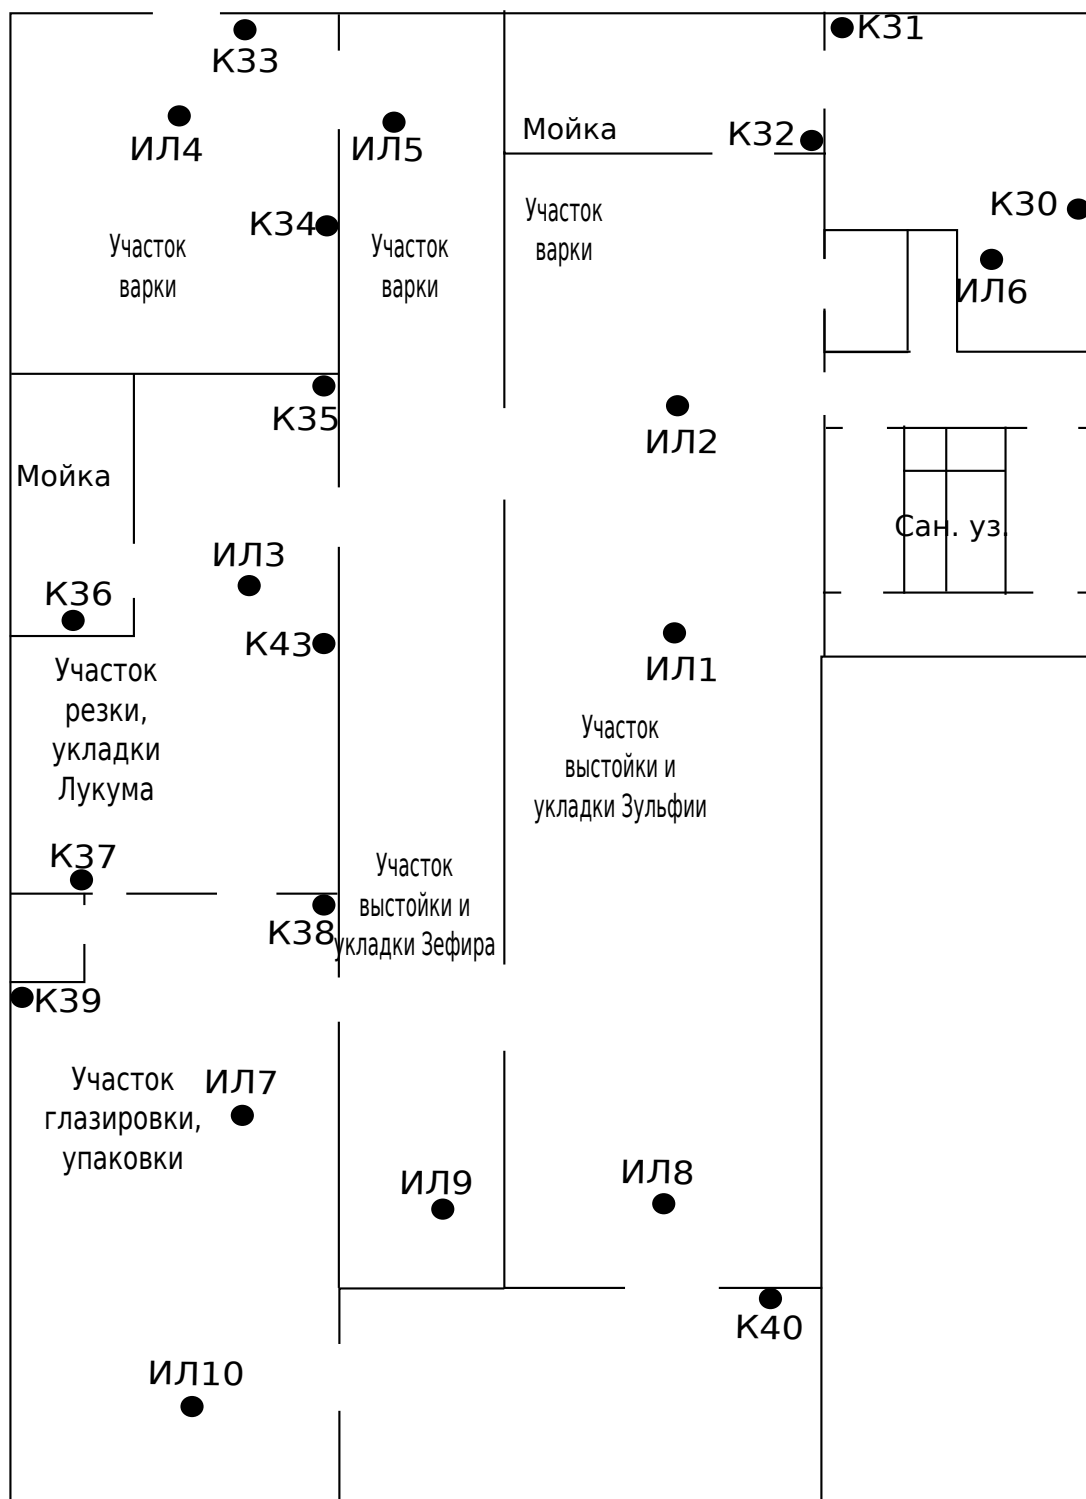 К33
К31
ИЛ4
ИЛ5
Мойка
К32
К34
К30
Участок
варки
Участок
варки
Участок
варки
ИЛ6
К35
ИЛ2
Мойка
Сан. уз.
ИЛ3
К36
К43
ИЛ1
Участок
резки,
укладки
Лукума
Участок
выстойки и
укладки Зульфии
К37
Участок
выстойки и
укладки Зефира
К38
К39
Участок
глазировки,
упаковки
ИЛ7
ИЛ9
ИЛ8
К40
ИЛ10